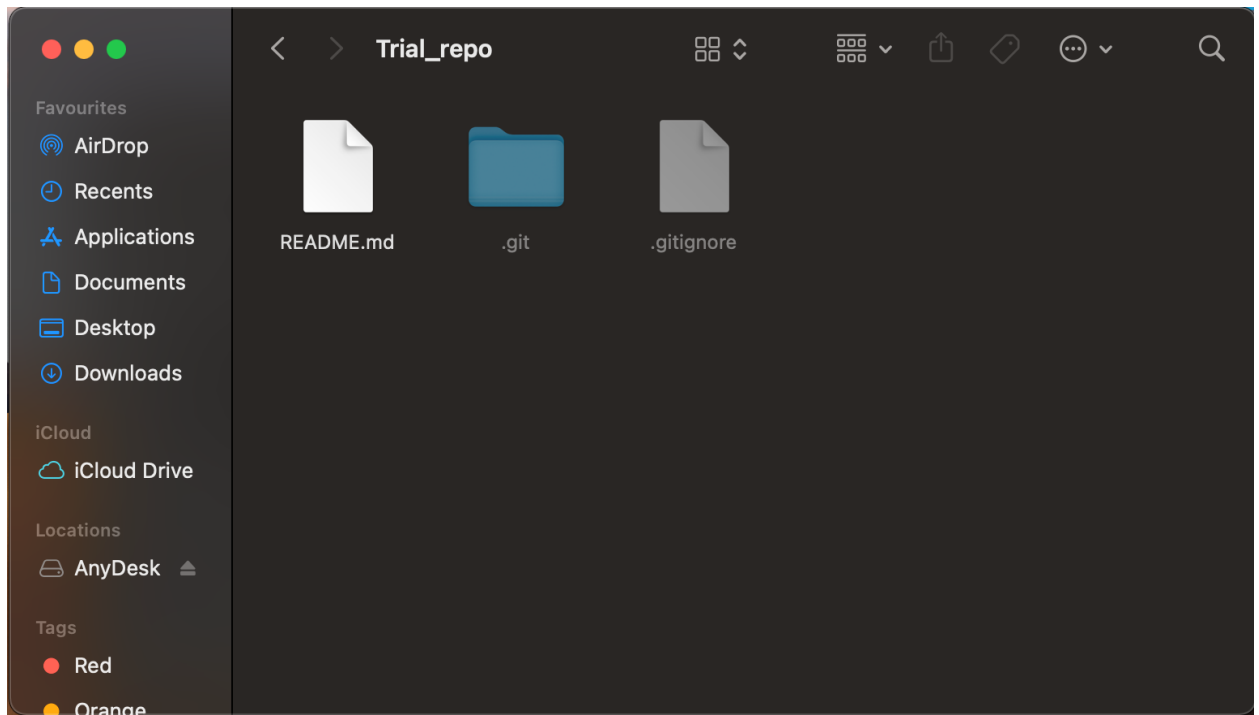 Trial_repo
Favourites
AirDrop
Recents
Applications
Documents
Desktop
Downloads
iCloud
iCloud Drive
Locations
AnyDesk
Tags
Red
Orange
README.md
.git
.gitignore